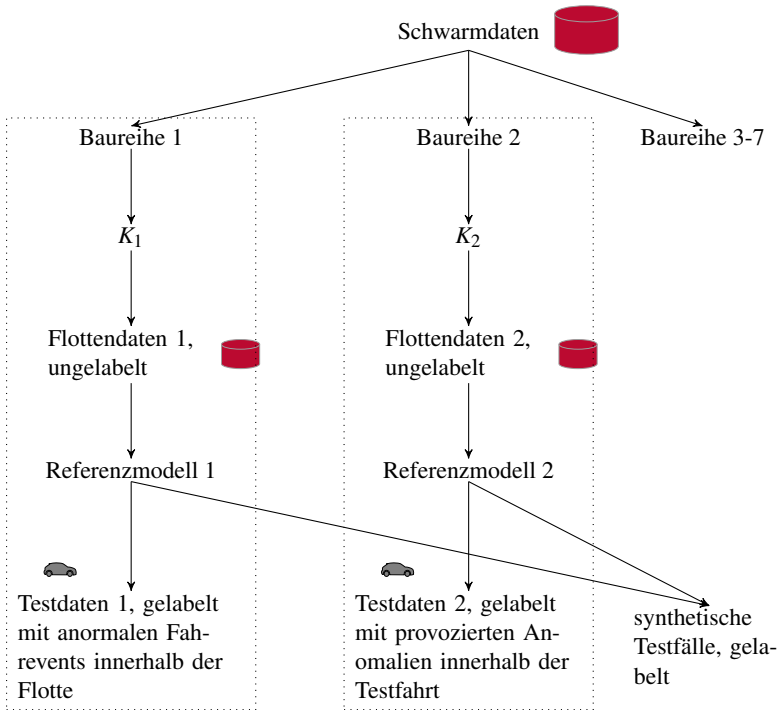 Schwarmdaten
Baureihe 1
Baureihe 2
Baureihe 3-7
K₁
K₂
Flottendaten 1,
ungelabelt
Flottendaten 2,
ungelabelt
Referenzmodell 1
Referenzmodell 2
Testdaten 1, gelabelt
mit anormalen Fah-
revents innerhalb der
Flotte
Testdaten 2, gelabelt
mit provozierten An-
omalien innerhalb der
Testfahrt
synthetische
Testfälle, gela-
belt